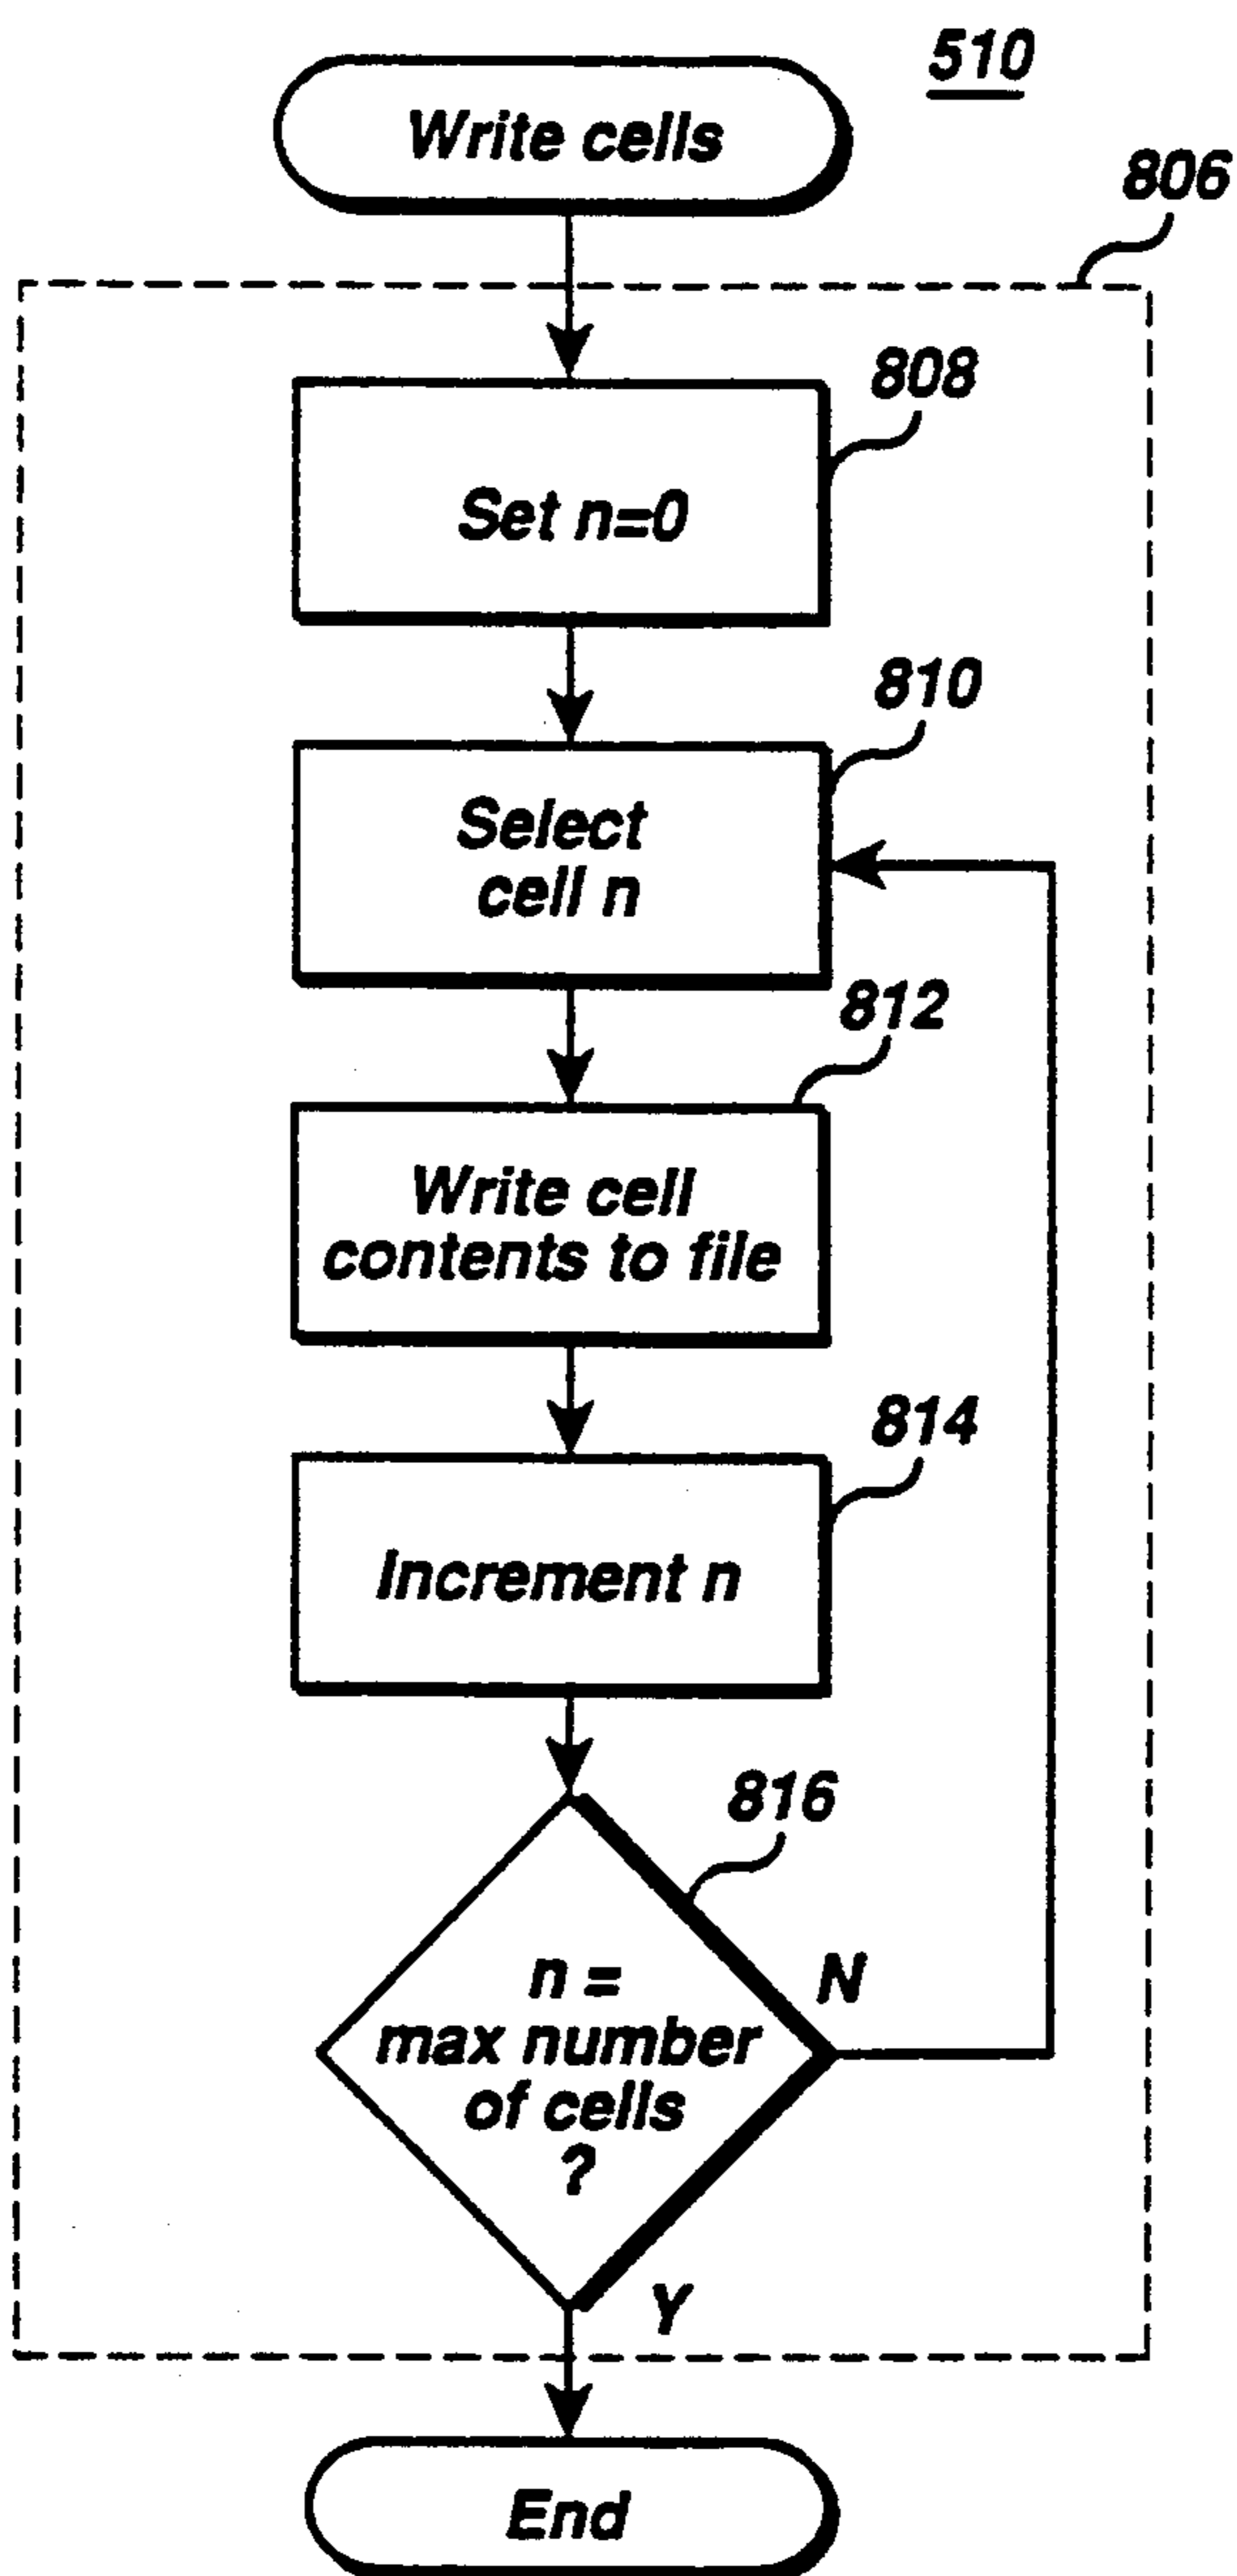 510
Write cells
806
808
Set n=0
810
Select
cell n
812
Write cell
contents to file
814
Increment n
816
n =
max number
of cells
?
N
Y
End